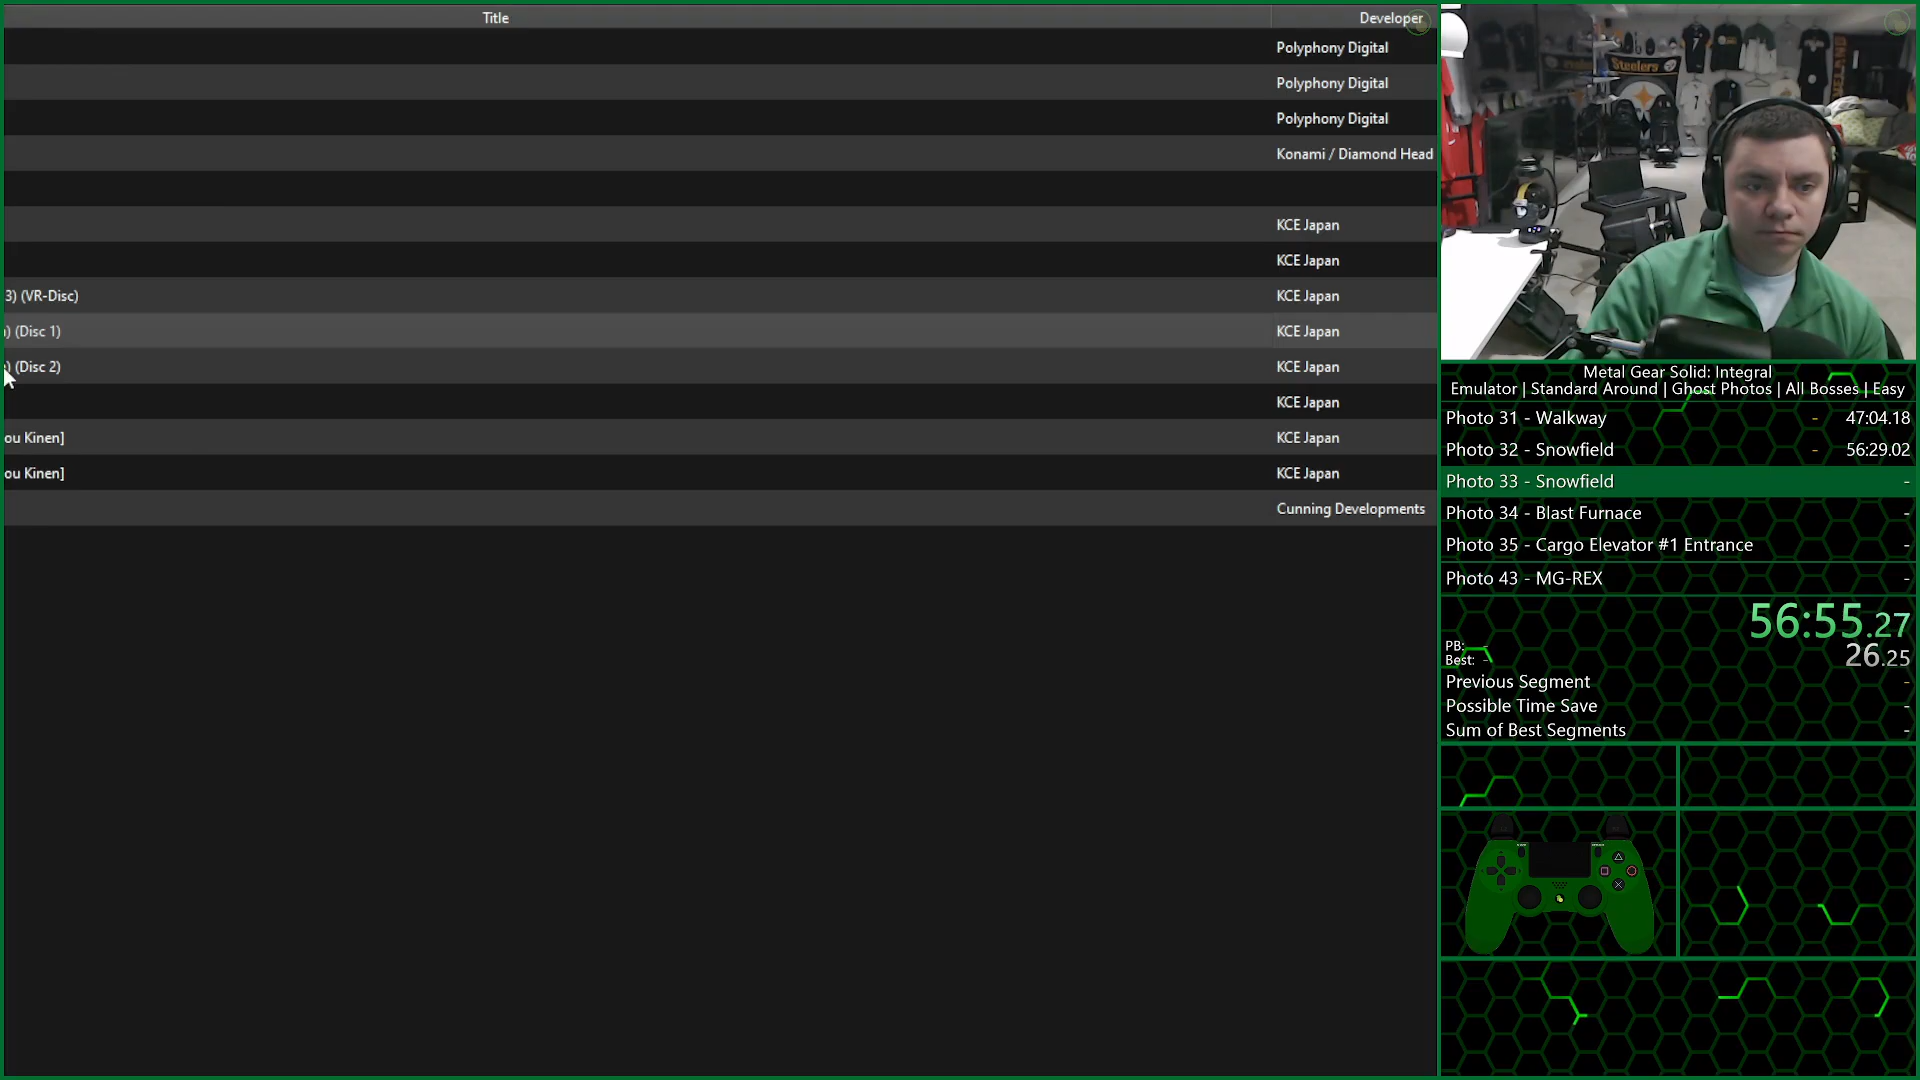 Title Developer
Polyphony Digital
Polyphony Digital
Polyphony Digital
Konami / Diamond Head
KCE Japan
KCE Japan
3) (VR-Disc) KCE Japan
) (Disc 1) KCE Japan
) (Disc 2) KCE Japan
KCE Japan
ou Kinen] KCE Japan
ou Kinen] KCE Japan
Cunning Developments
Steelers
Metal Gear Solid: Integral
Emulator | Standard Around | Ghost Photos | All Bosses | Easy
Photo 31 - Walkway - 47:04.18
Photo 32 - Snowfield - 56:29.02
Photo 33 - Snowfield -
Photo 34 - Blast Furnace -
Photo 35 - Cargo Elevator #1 Entrance -
Photo 43 - MG-REX -
56:55.27
PB: -
Best: -
26.25
Previous Segment -
Possible Time Save -
Sum of Best Segments -